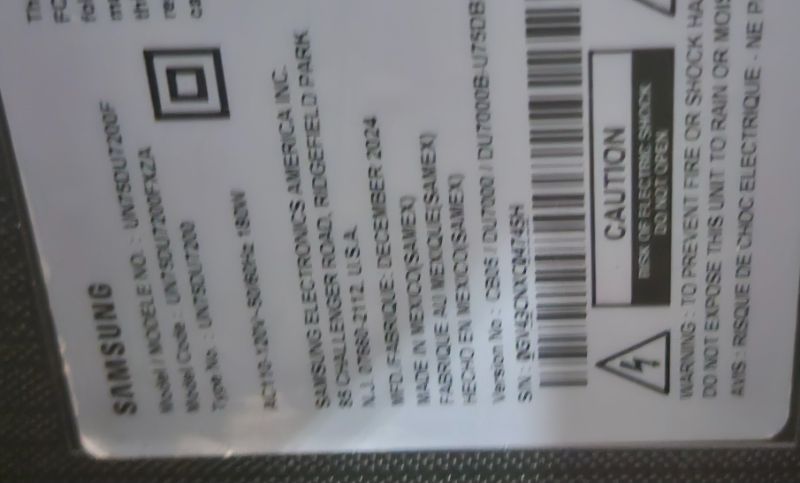 SAMSUNG
Model / MODELE NO. : UN75DU7200F
Model Code : UN75DU7200FXZA
Type No. : UN75DU7200
AC110-120V~50/60Hz 180W
SAMSUNG ELECTRONICS AMERICA INC.
85 CHALLENGER ROAD, RIDGEFIELD PARK
N.J. 07660-2112. U.S.A.
MFD./FABRIQUE: DECEMBER 2024
MADE IN MEXICO(SAMEX)
FABRIQUE AU MEXIQUE(SAMEX)
HECHO EN MEXICO(SAMEX)
Version No : CB05 / DU7000 / DU7000B-U75DB
S/N :
CAUTION
RISK OF ELECTRIC SHOCK
DO NOT OPEN
WARNING : TO PREVENT FIRE OR SHOCK HA
DO NOT EXPOSE THIS UNIT TO RAIN OR MOIS
AVIS : RISQUE DE CHOC ELECTRIQUE - NE P